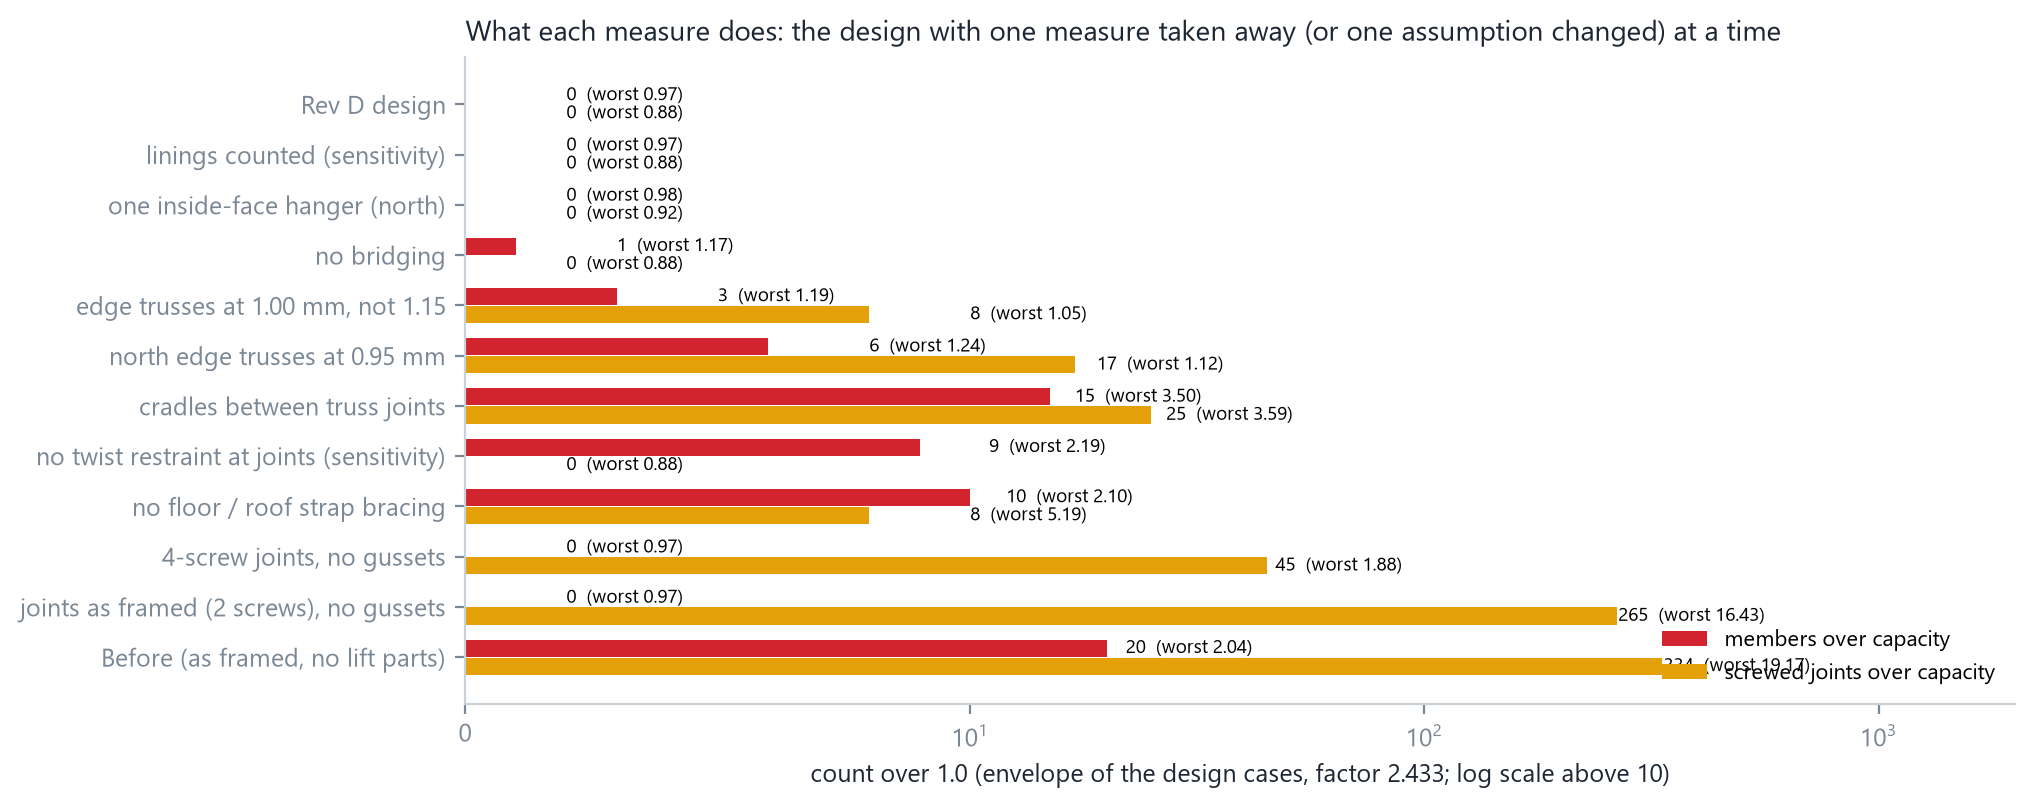 What each measure does: the design with one measure taken away (or one assumption changed) at a time
Rev D design
0 (worst 0.97)
0 (worst 0.88)
linings counted (sensitivity)
0 (worst 0.97)
0 (worst 0.88)
one inside-face hanger (north)
0 (worst 0.98)
0 (worst 0.92)
no bridging
1 (worst 1.17)
0 (worst 0.88)
edge trusses at 1.00 mm, not 1.15
3 (worst 1.19)
8 (worst 1.05)
north edge trusses at 0.95 mm
6 (worst 1.24)
17 (worst 1.12)
cradles between truss joints
15 (worst 3.50)
25 (worst 3.59)
no twist restraint at joints (sensitivity)
9 (worst 2.19)
0 (worst 0.88)
no floor / roof strap bracing
10 (worst 2.10)
8 (worst 5.19)
4-screw joints, no gussets
0 (worst 0.97)
45 (worst 1.88)
joints as framed (2 screws), no gussets
0 (worst 0.97)
265 (worst 16.43)
Before (as framed, no lift parts)
20 (worst 2.04)
(worst 19.17)
members over capacity
screwed joints over capacity
0 10¹ 10² 10³
count over 1.0 (envelope of the design cases, factor 2.433; log scale above 10)